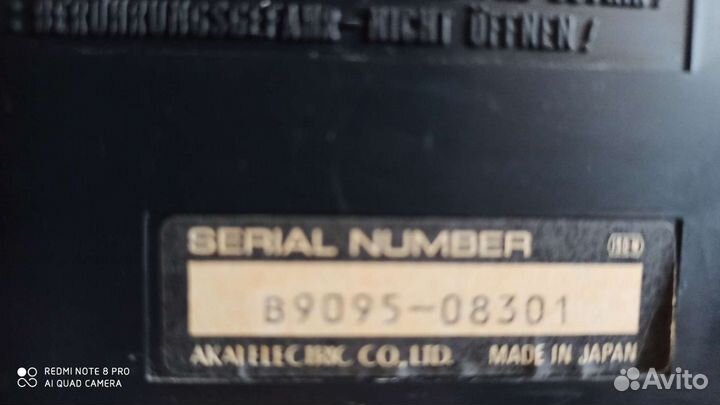 BERÜHRUNGSGEFAHR-NICHT ÖFFNEN!
SERIAL NUMBER
B9095-08301
AKAI ELECTRIC CO., LTD. MADE IN JAPAN
REDMI NOTE 8 PRO
AI QUAD CAMERA
Avito